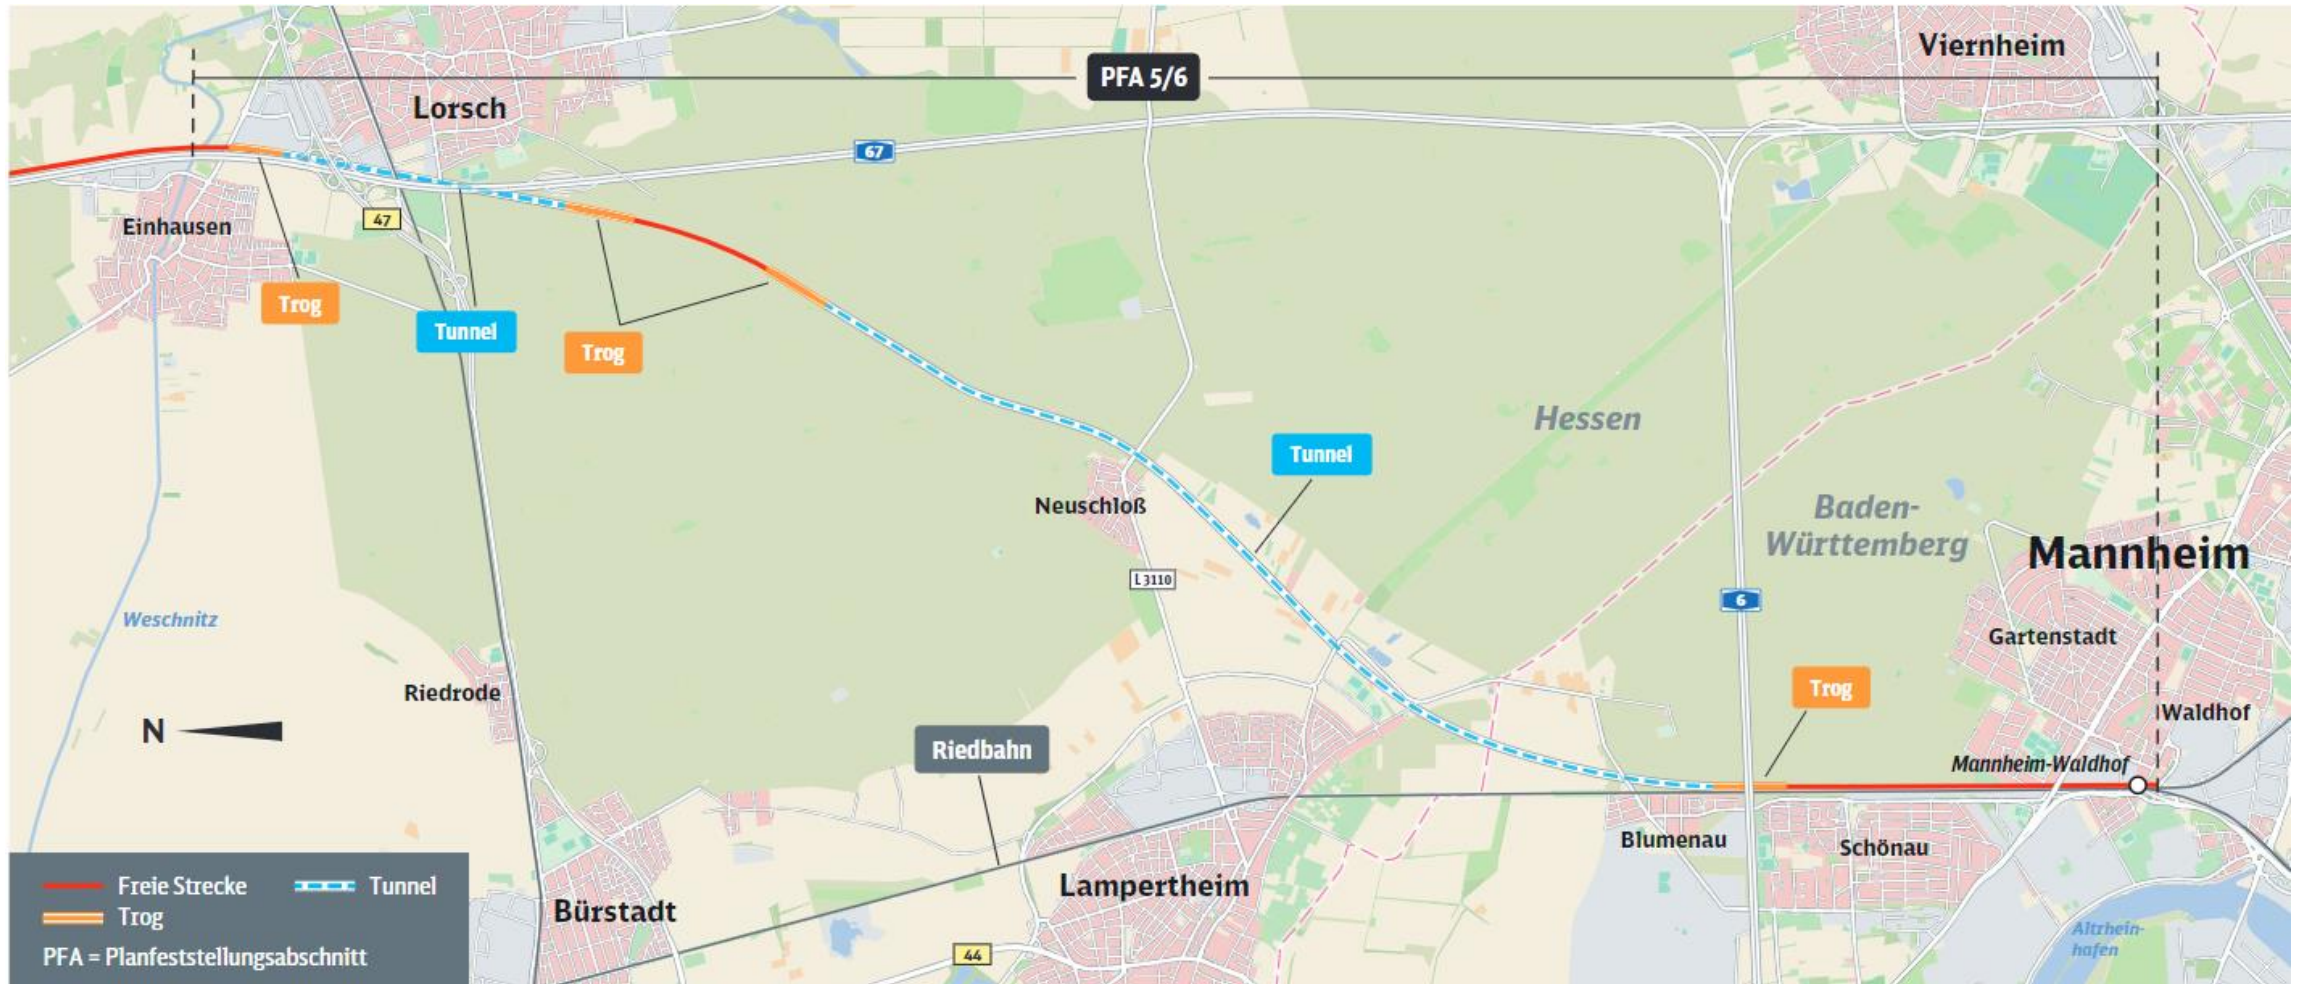 Viernheim
PFA 5/6
Lorsch
67
47
Einhausen
Trog
Tunnel
Trog
Hessen
Tunnel
Neuschloß
Baden-
Württemberg
Mannheim
L 3110
6
Weschnitz
Gartenstadt
Riedrode
Trog
Waldhof
N
Riedbahn
Mannheim-Waldhof
Blumenau
Schönau
Lampertheim
Bürstadt
44
Altrhein-
hafen
Freie Strecke
Tunnel
Trog
PFA = Planfeststellungsabschnitt